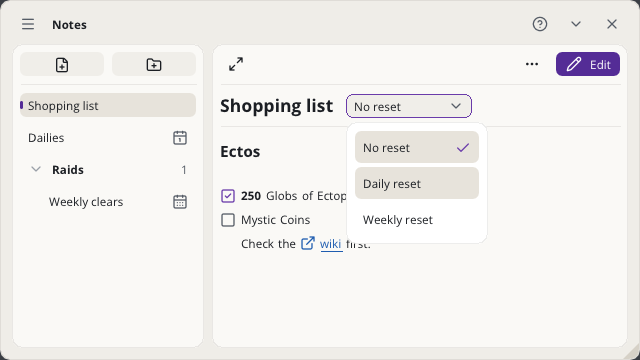 Notes
Edit
Shopping list
Dailies
Raids 1
Weekly clears
Shopping list No reset
No reset
Daily reset
Weekly reset
Ectos
250 Globs of Ectop
Mystic Coins
Check the wiki first.